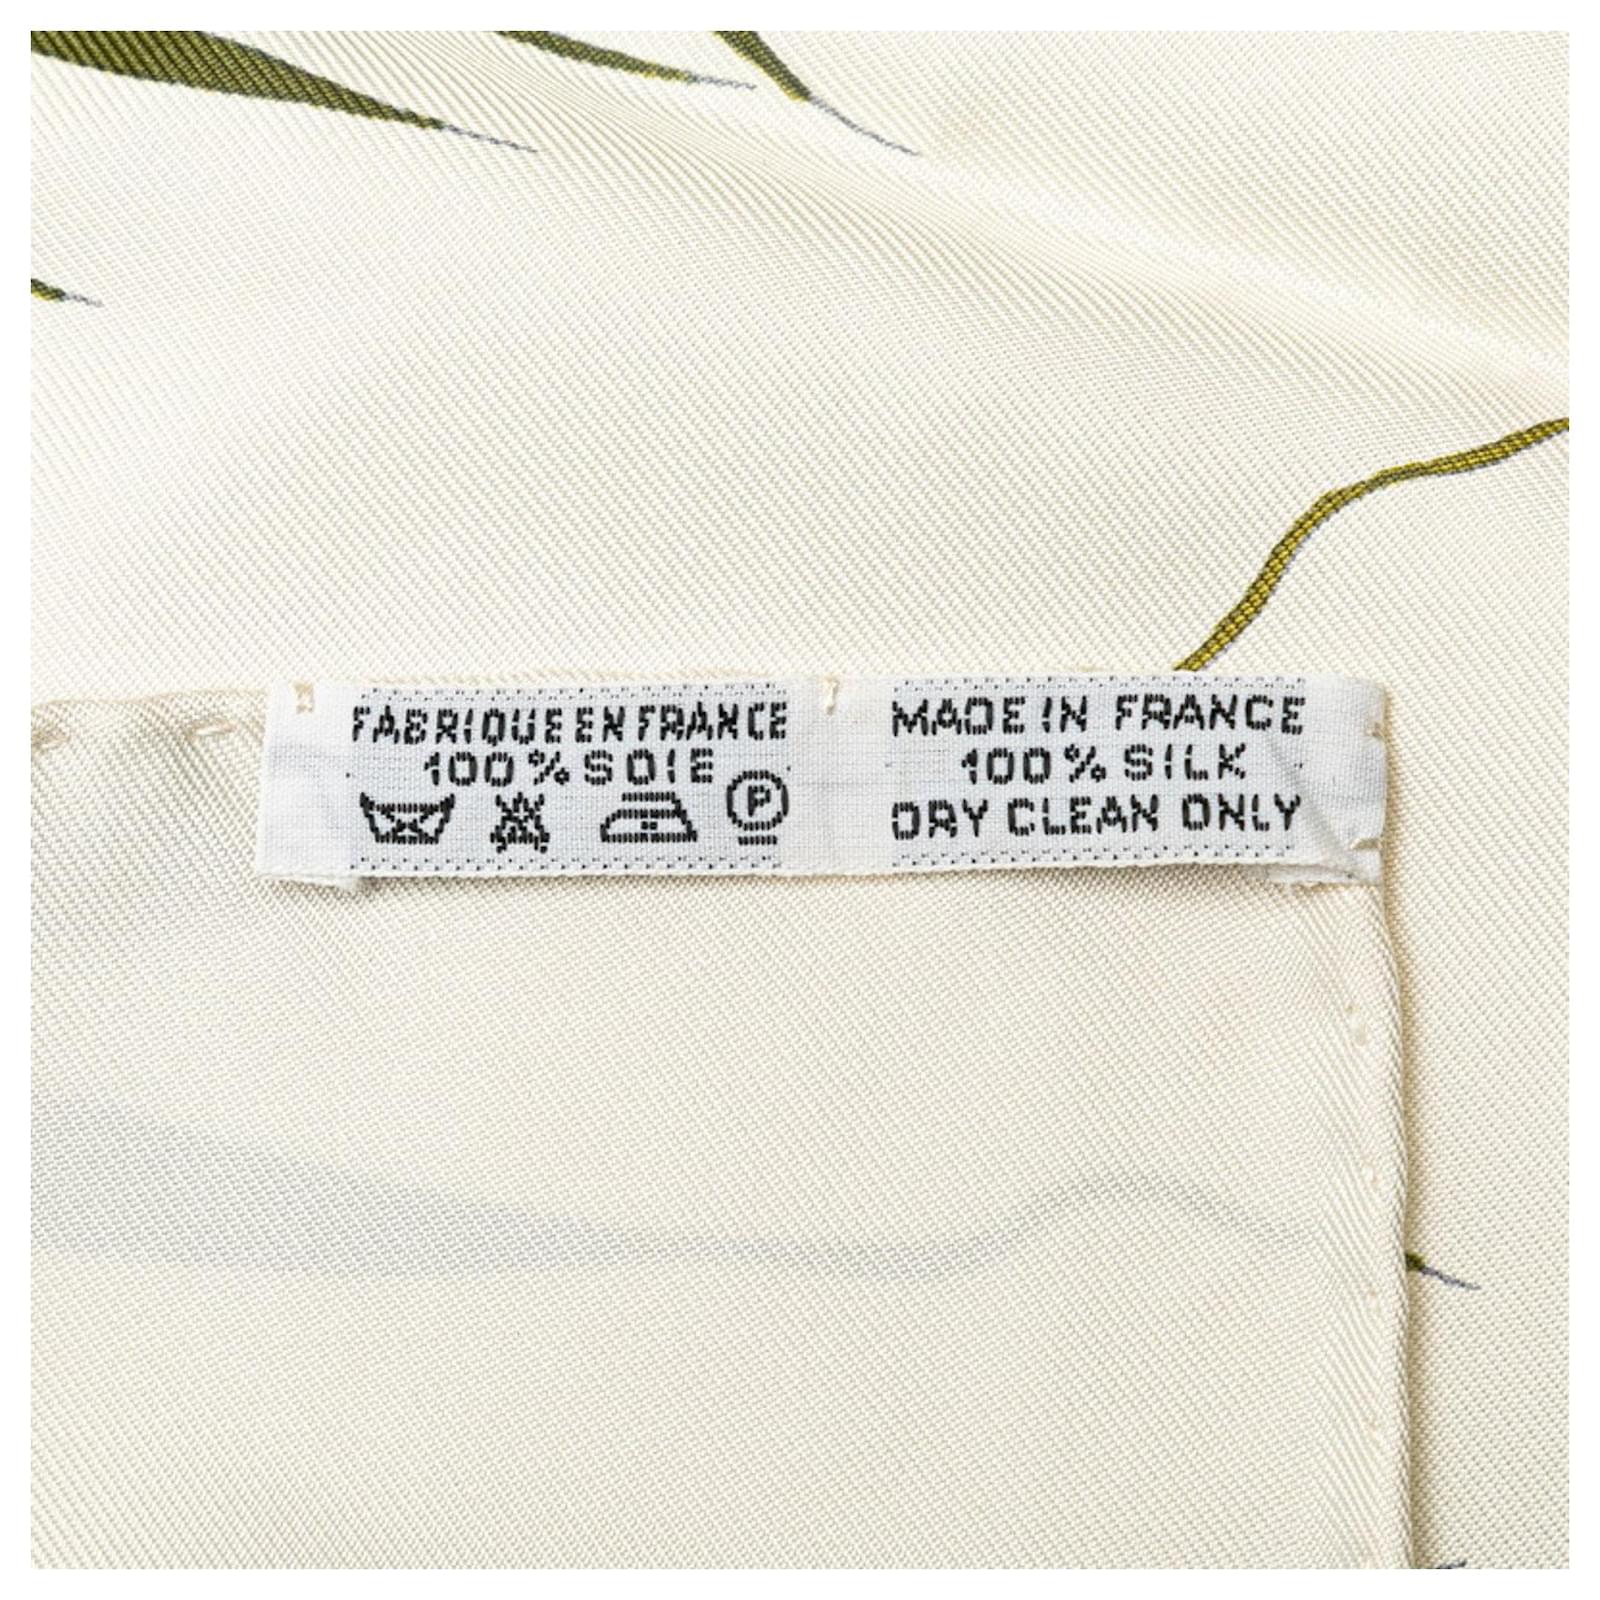 FABRIQUE EN FRANCE
100% SOIE
P
MADE IN FRANCE
100% SILK
DRY CLEAN ONLY